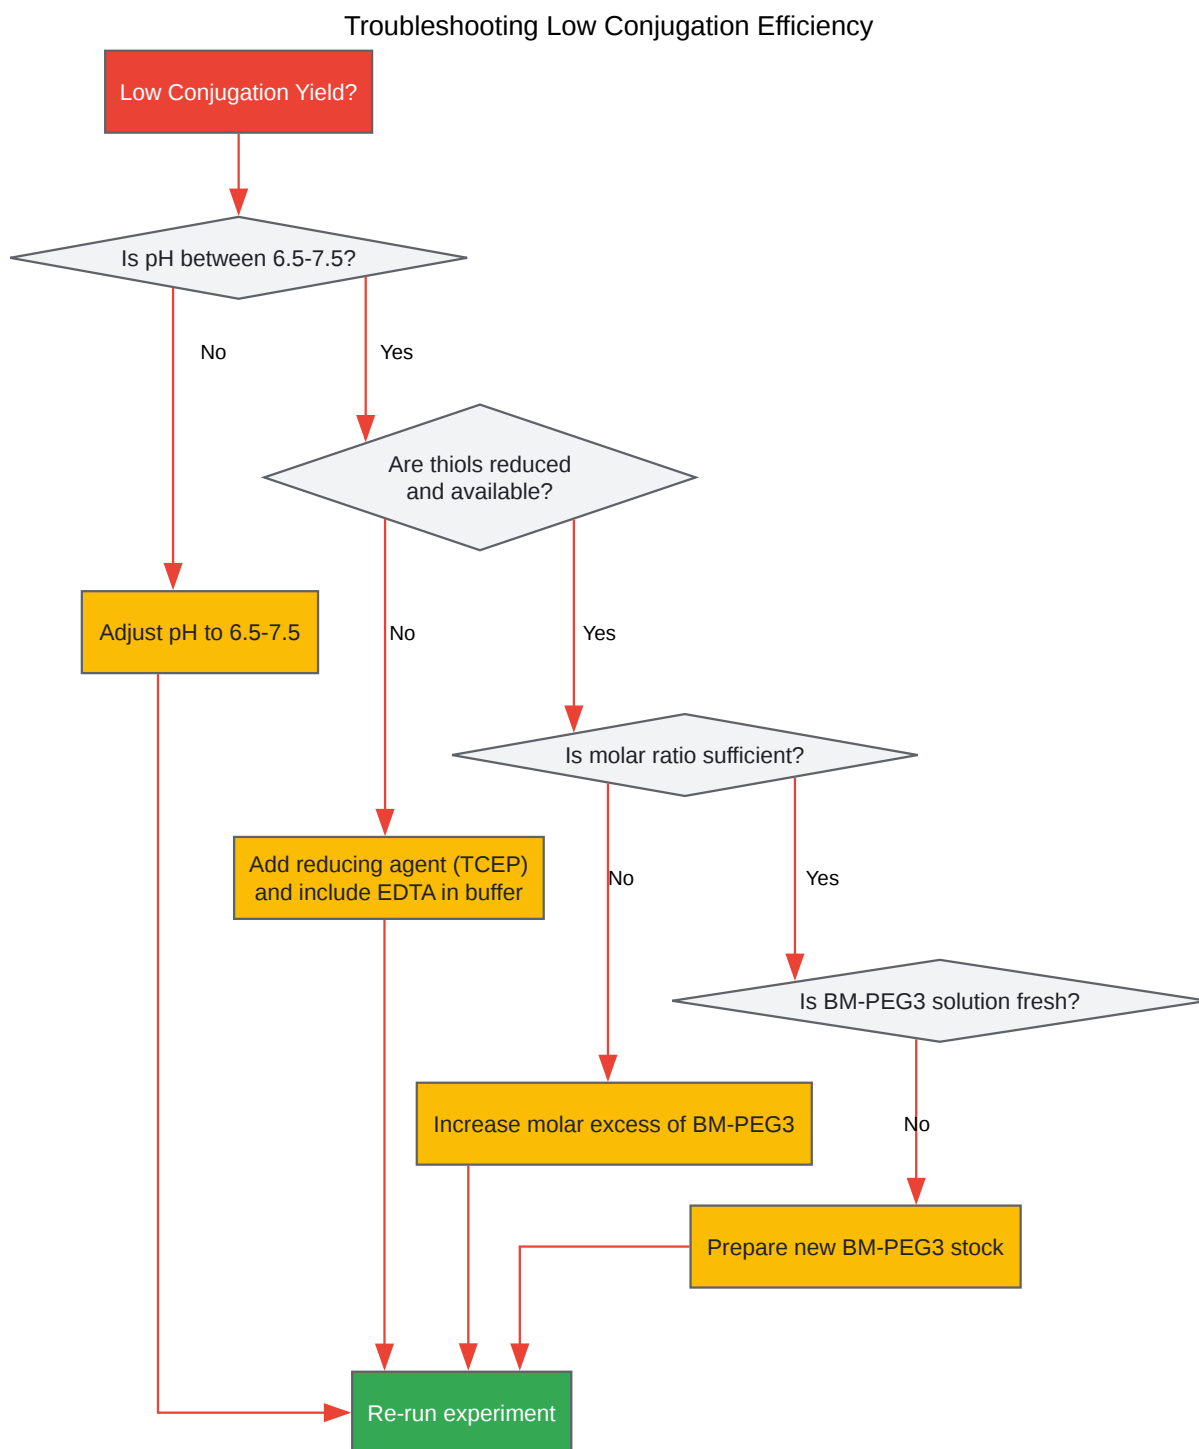 Troubleshooting Low Conjugation Efficiency
Low Conjugation Yield?
Is pH between 6.5-7.5?
No
Yes
Are thiols reduced
and available?
Adjust pH to 6.5-7.5
No
Yes
Is molar ratio sufficient?
Add reducing agent (TCEP)
and include EDTA in buffer
No
Yes
Is BM-PEG3 solution fresh?
Increase molar excess of BM-PEG3
No
Prepare new BM-PEG3 stock
Re-run experiment